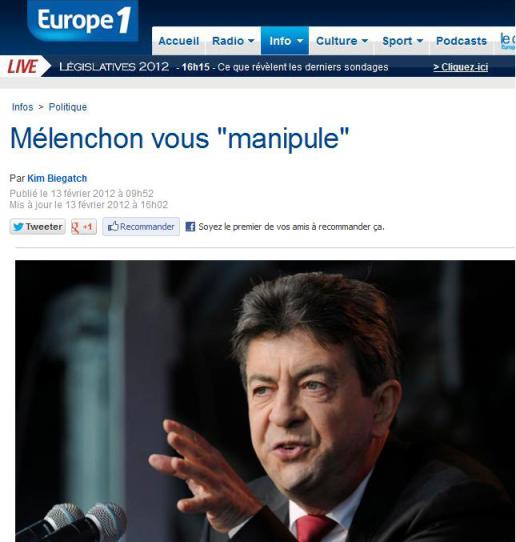 Europe 1
Accueil Radio Info Culture Sport Podcasts
LIVE LÉGISLATIVES 2012 - 16h15 - Ce que révèlent les derniers sondages > Cliquez-ici
Infos > Politique
Mélenchon vous "manipule"
Par Kim Biegatch
Publié le 13 février 2012 à 09h52
Mis à jour le 13 février 2012 à 16h02
Tweeter g +1 Recommander f Soyez le premier de vos amis à recommander ça.